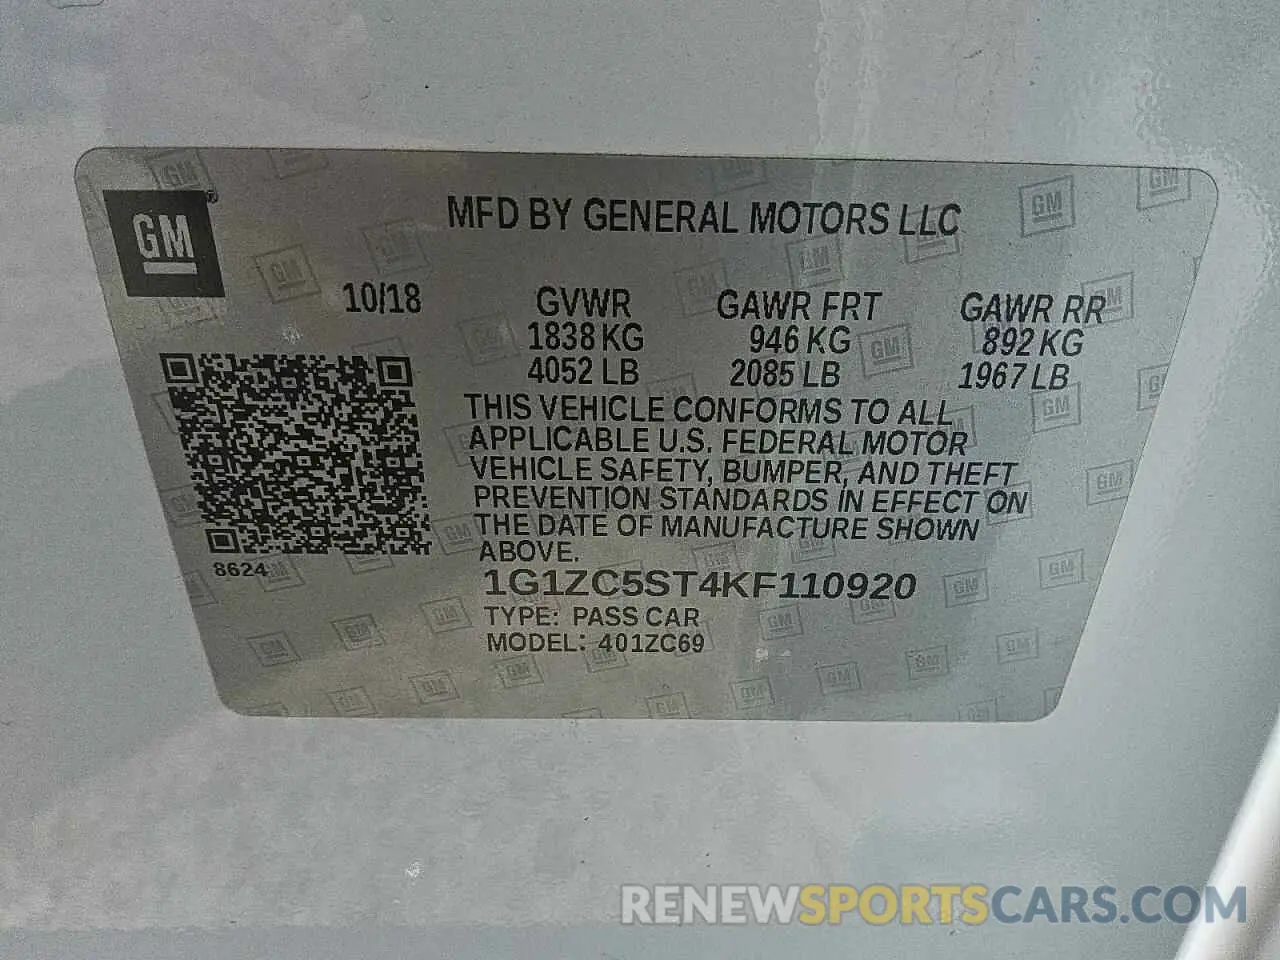 GM®
MFD BY GENERAL MOTORS LLC
10/18 GVWR GAWR FRT GAWR RR
1838 KG 946 KG 892 KG
4052 LB 2085 LB 1967 LB
THIS VEHICLE CONFORMS TO ALL
APPLICABLE U.S. FEDERAL MOTOR
VEHICLE SAFETY, BUMPER, AND THEFT
PREVENTION STANDARDS IN EFFECT ON
THE DATE OF MANUFACTURE SHOWN
ABOVE.
8624
1G1ZC5ST4KF110920
TYPE: PASS CAR
MODEL: 401ZC69
RENEWSPORTSCARS.COM